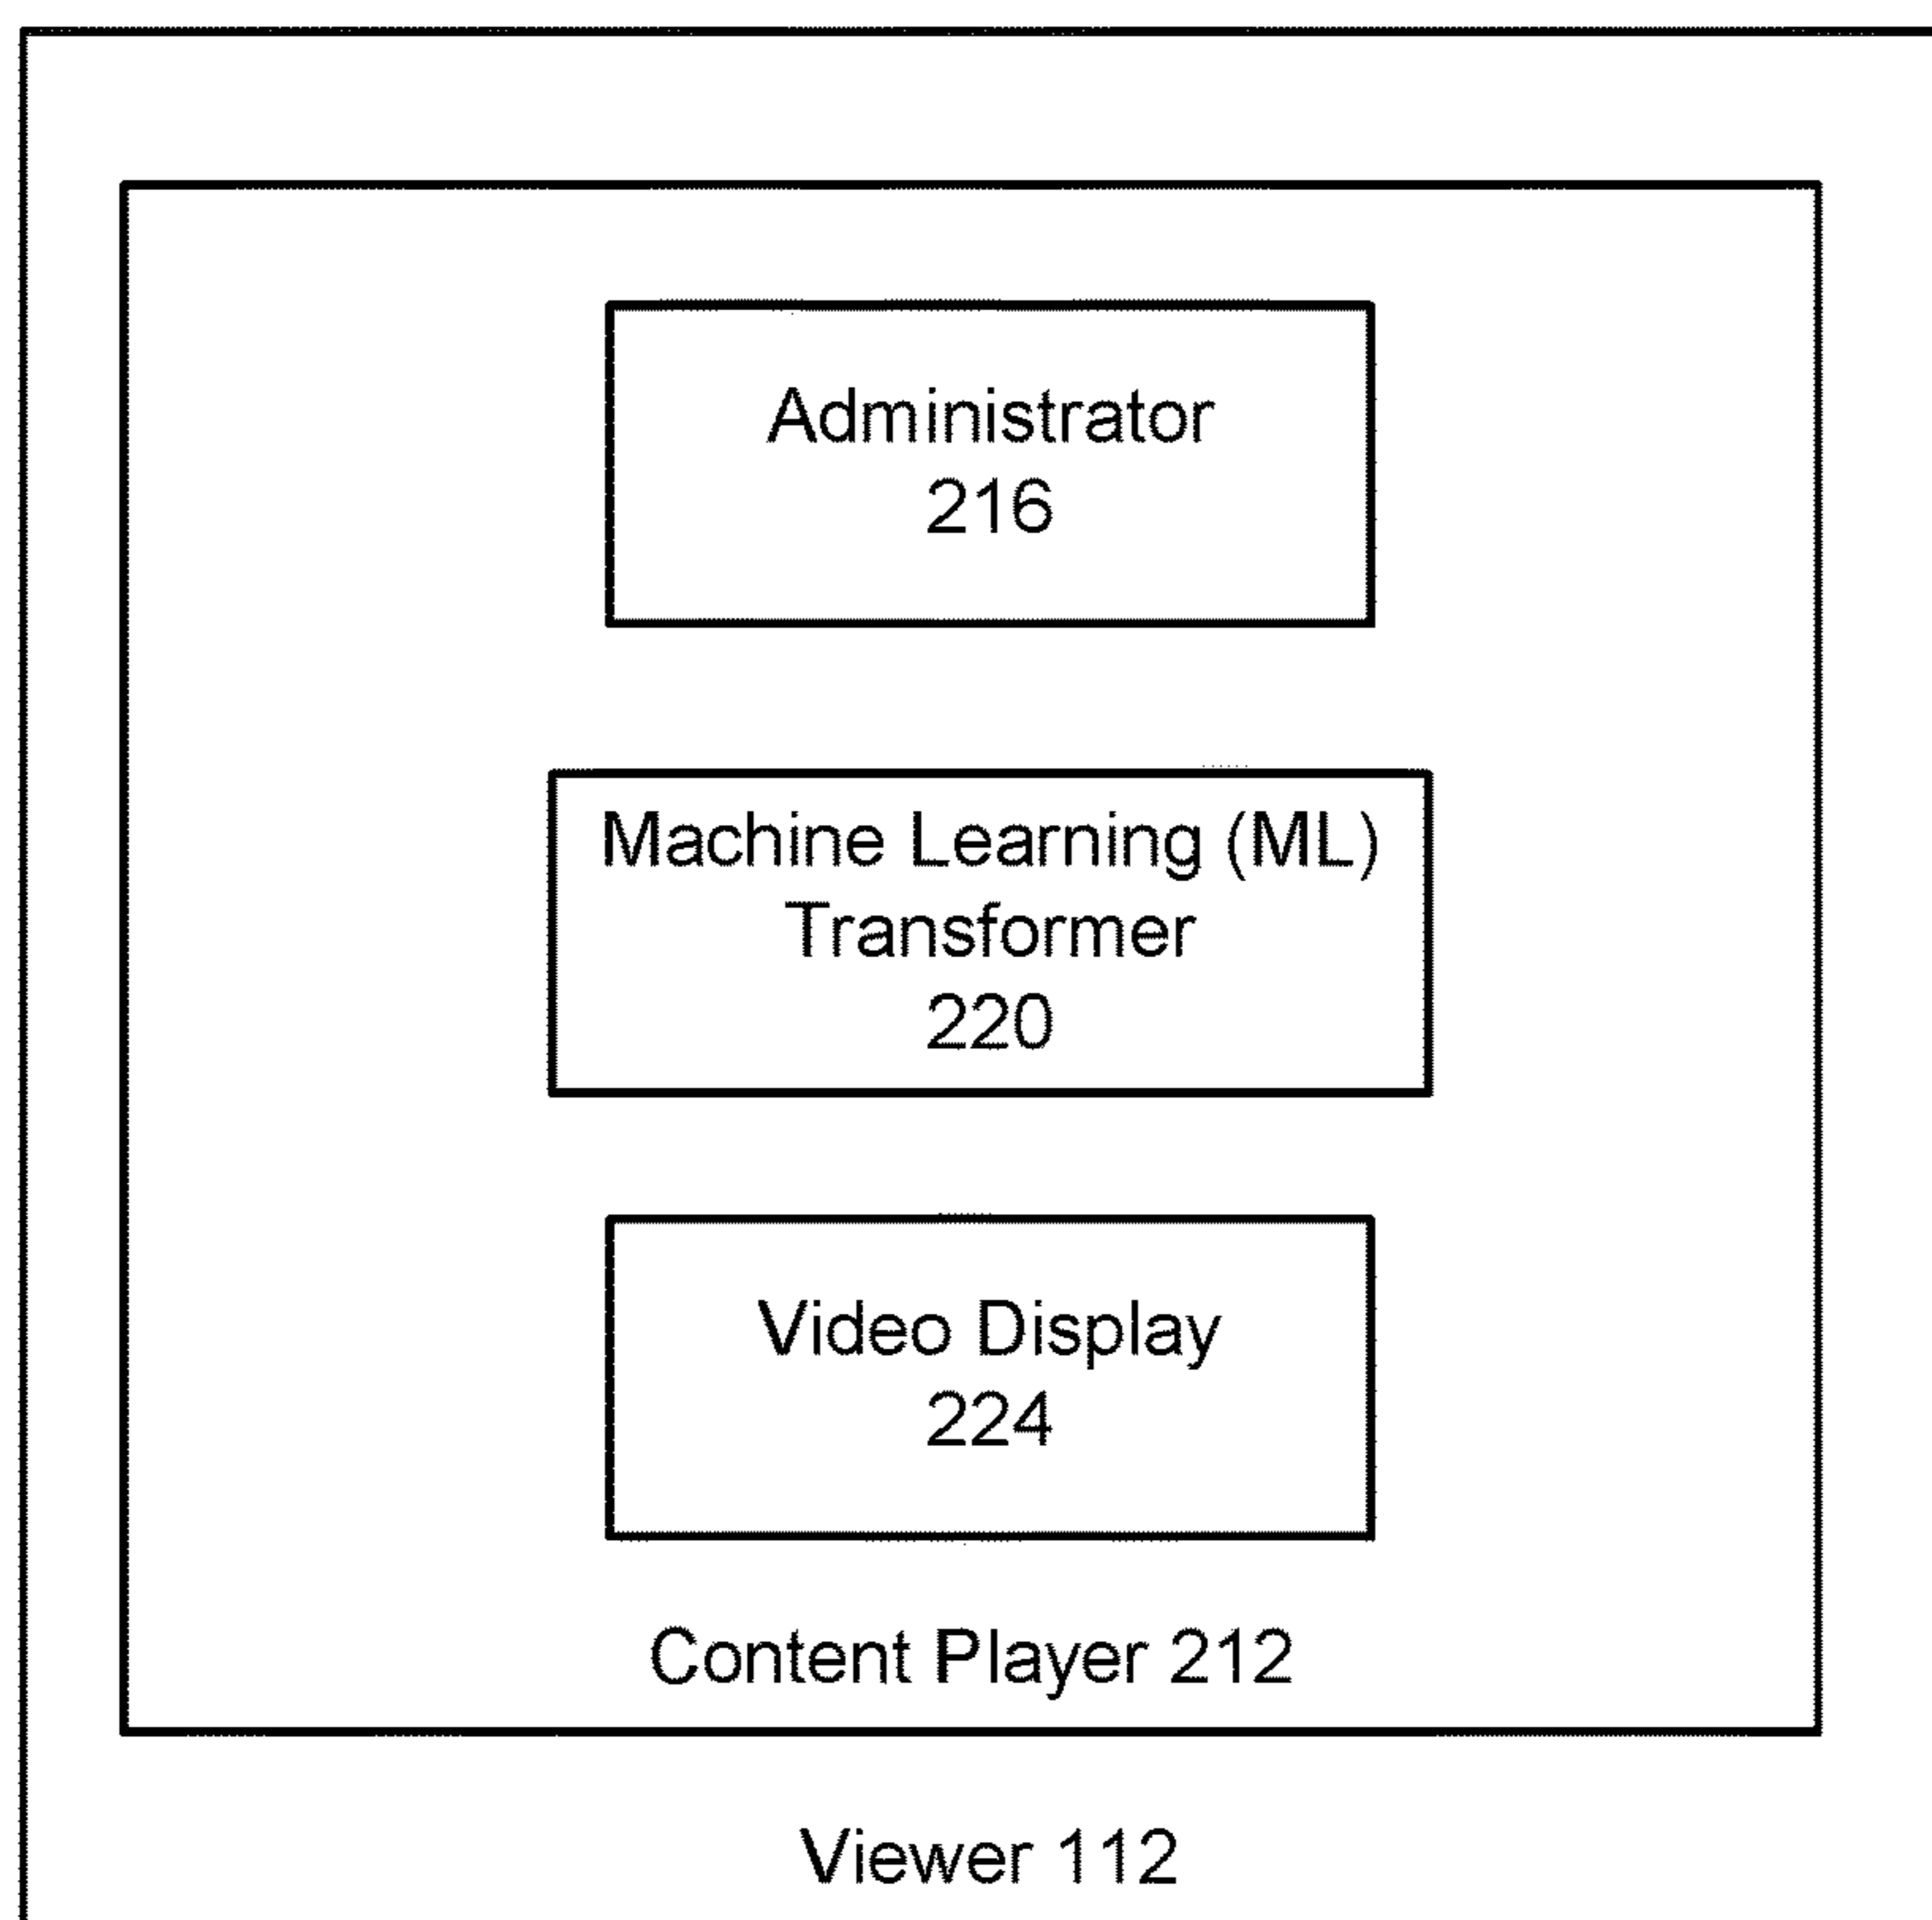 Administrator
216
Machine Learning (ML)
Transformer
220
Video Display
224
Content Player 212
Viewer 112